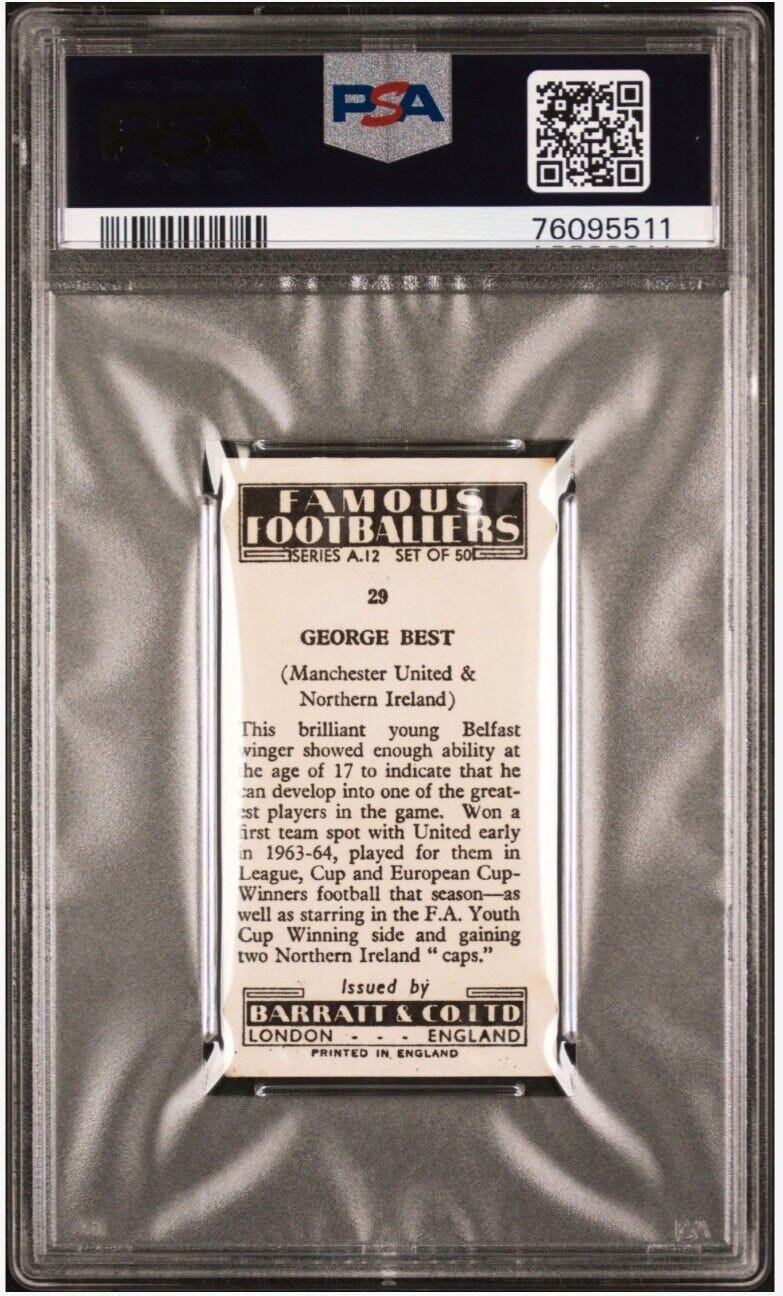 PSA
76095511
FAMOUS
FOOTBALLERS
SERIES A.12 SET OF 50
29
GEORGE BEST
(Manchester United &
Northern Ireland)
This brilliant young Belfast
winger showed enough ability at
the age of 17 to indicate that he
can develop into one of the great-
est players in the game. Won a
first team spot with United early
in 1963-64, played for them in
League, Cup and European Cup-
Winners football that season—as
well as starring in the F.A. Youth
Cup Winning side and gaining
two Northern Ireland "caps."
Issued by
BARRATT & CO. LTD
LONDON - - - ENGLAND
PRINTED IN ENGLAND